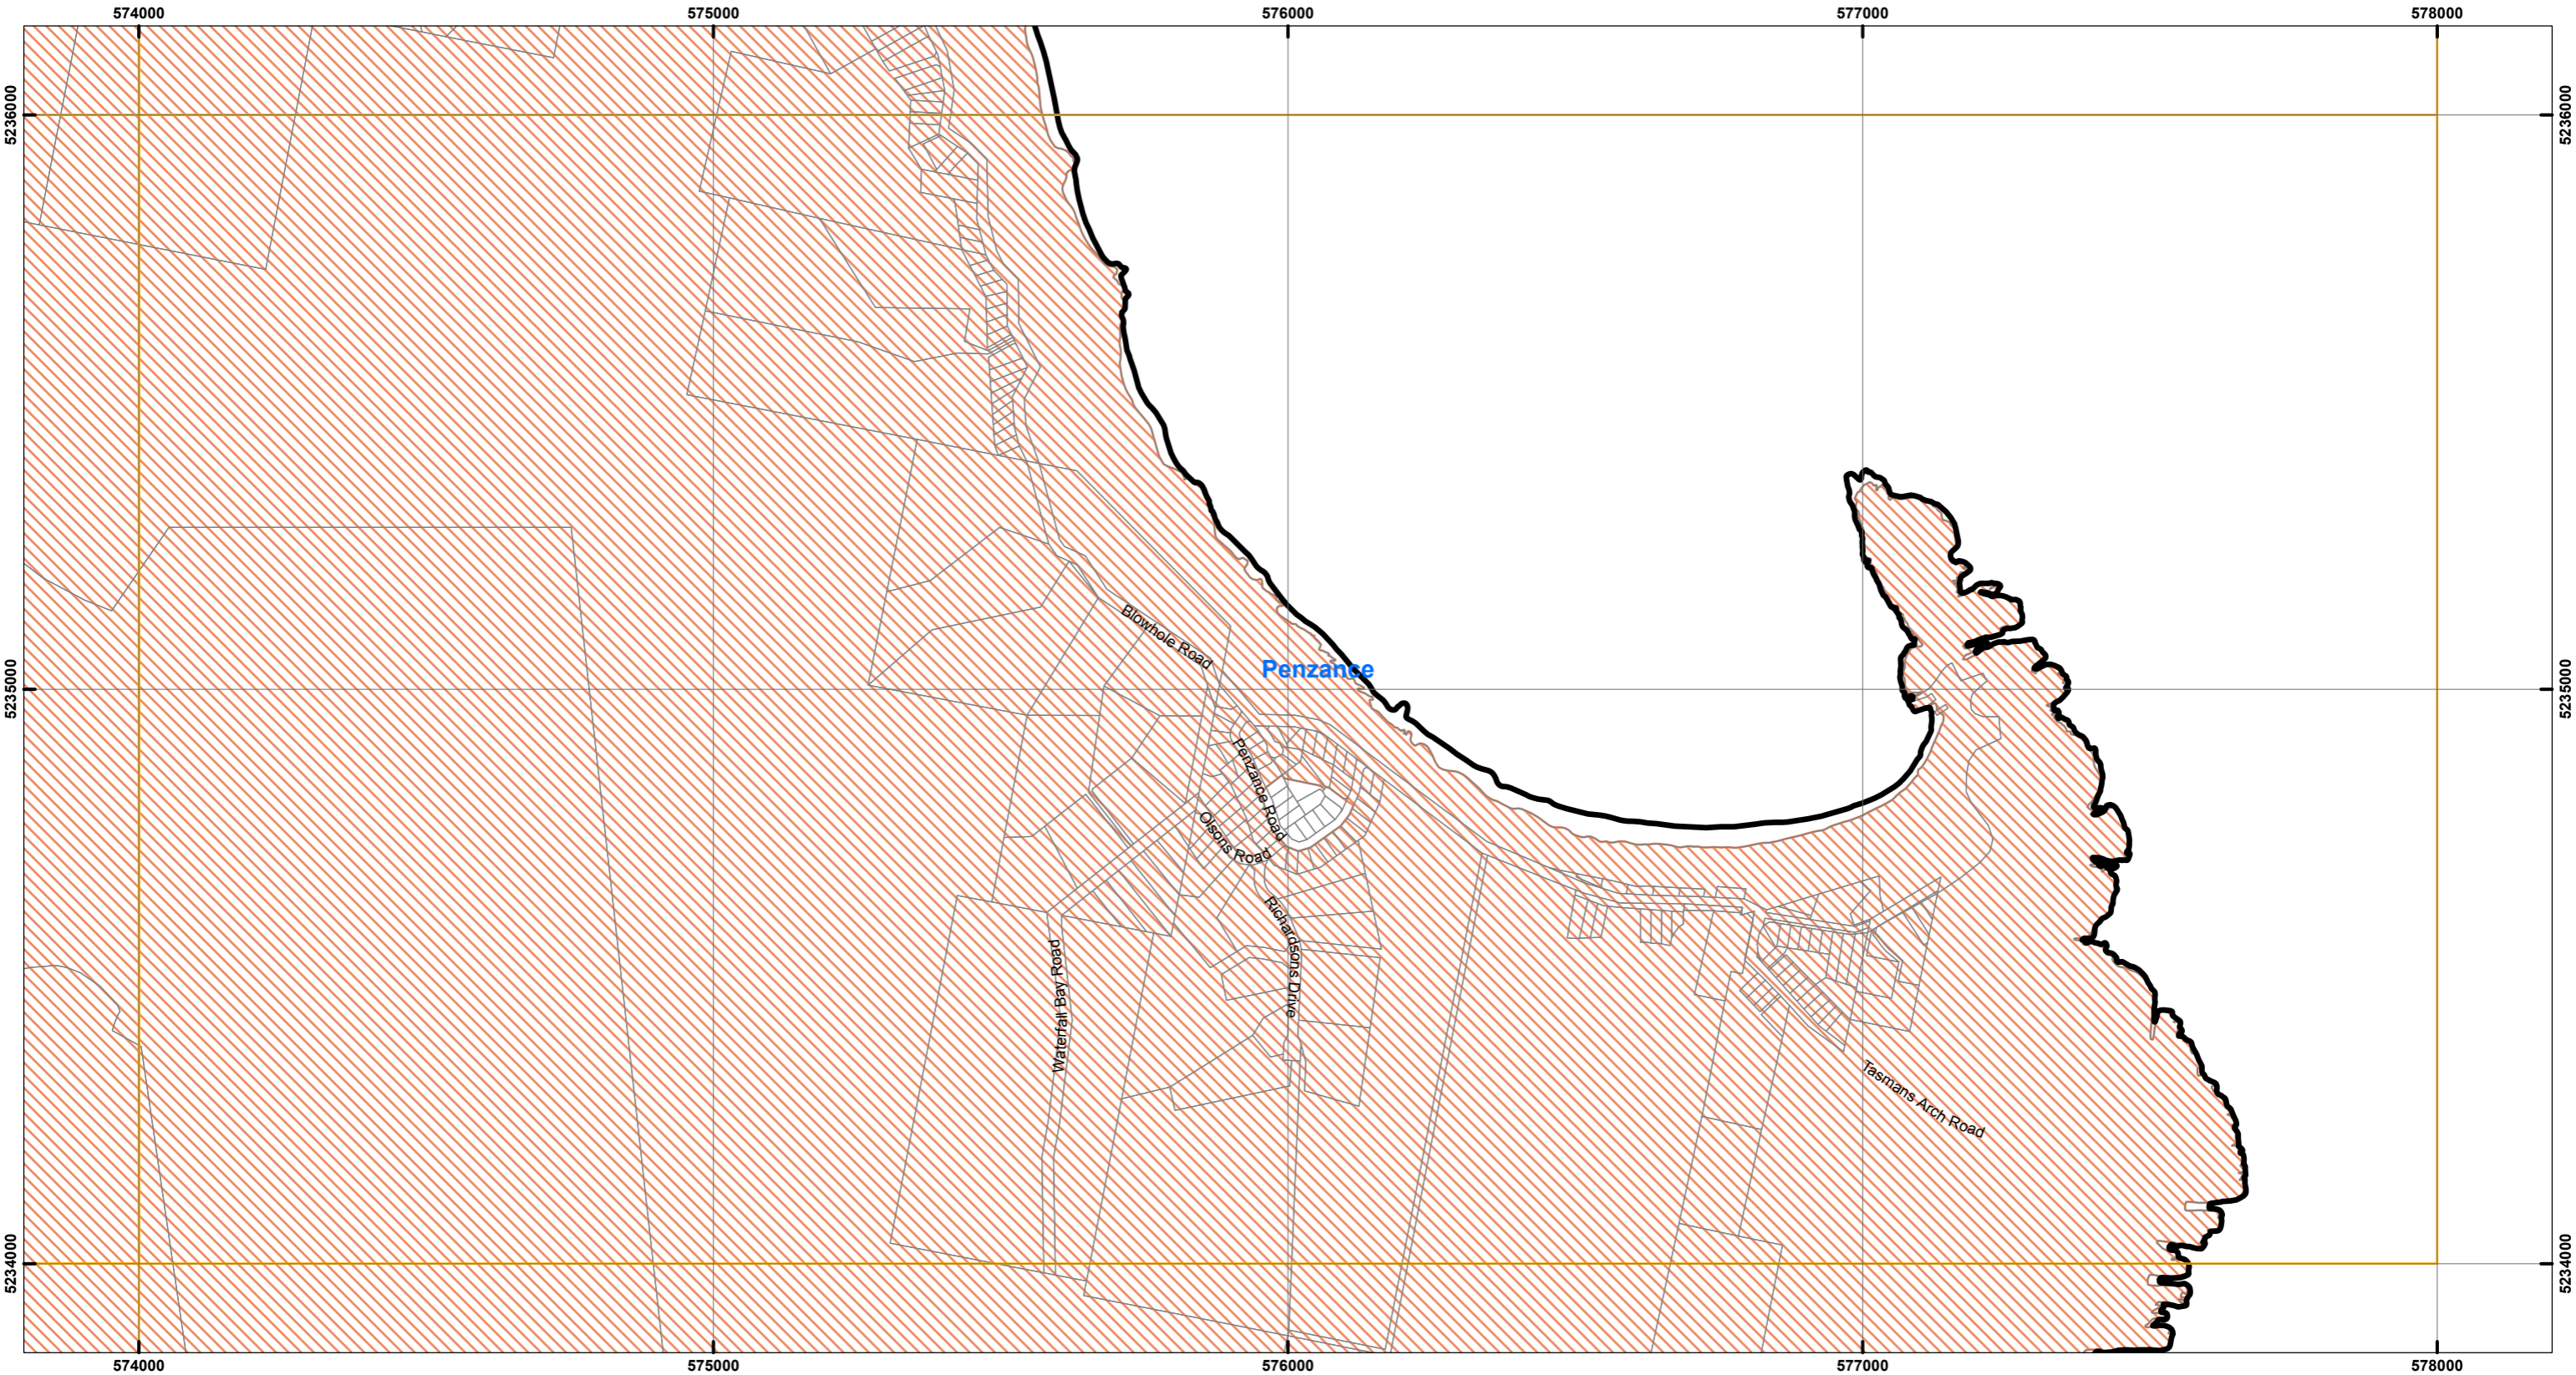 574000
575000
576000
577000
578000
5236000
5236000
Blowhole Road
Penzance
5235000
5235000
Penzance Road
Olsons Road
Richardsons Drive
Waterfall Bay Road
Tasmans Arch Road
5234000
5234000
574000
575000
576000
577000
578000